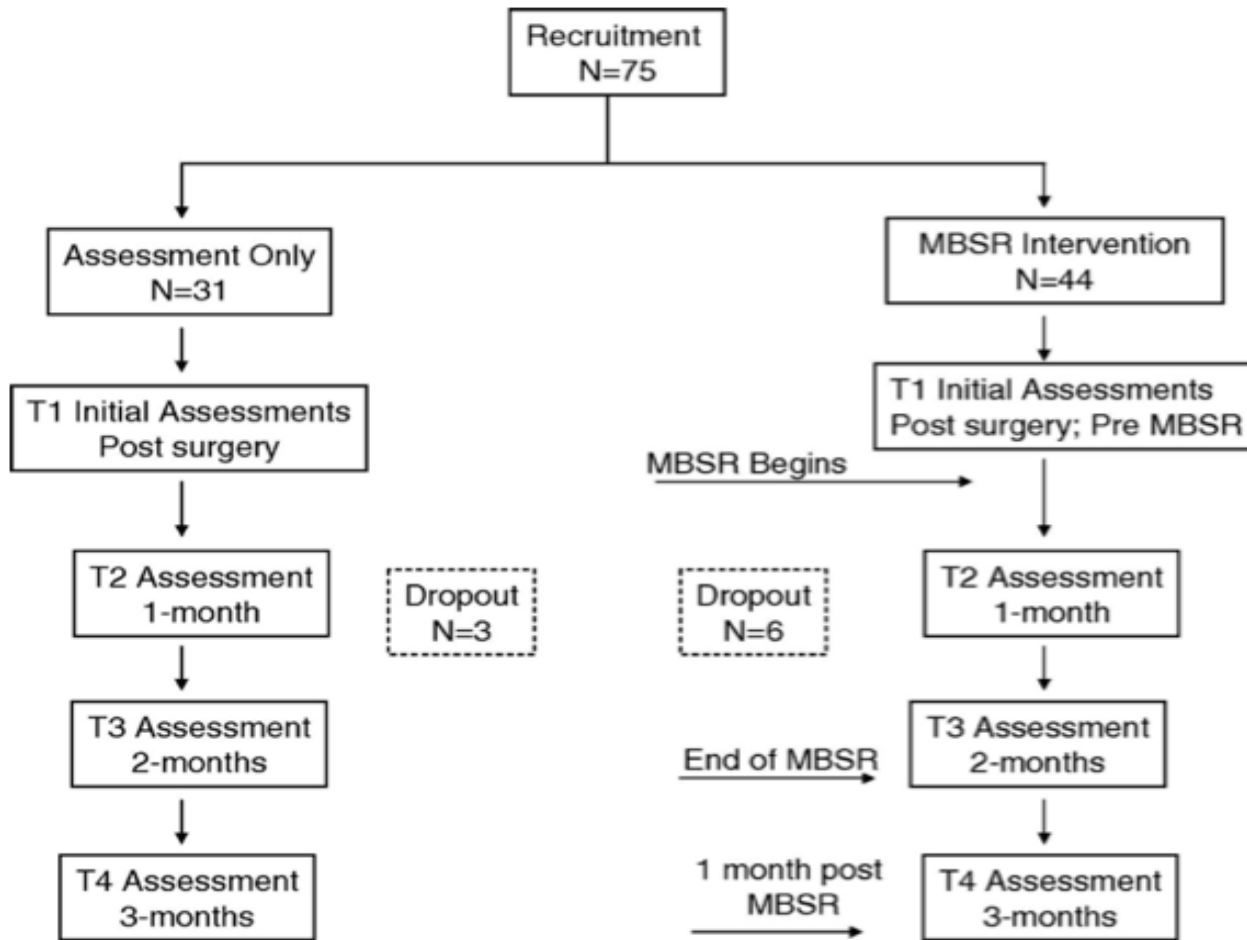 Recruitment
N=75
Assessment Only
N=31
MBSR Intervention
N=44
T1 Initial Assessments
Post surgery
T1 Initial Assessments
Post surgery; Pre MBSR
MBSR Begins
T2 Assessment
1-month
Dropout
N=3
Dropout
N=6
T2 Assessment
1-month
T3 Assessment
2-months
End of MBSR
T3 Assessment
2-months
T4 Assessment
3-months
1 month post
MBSR
T4 Assessment
3-months